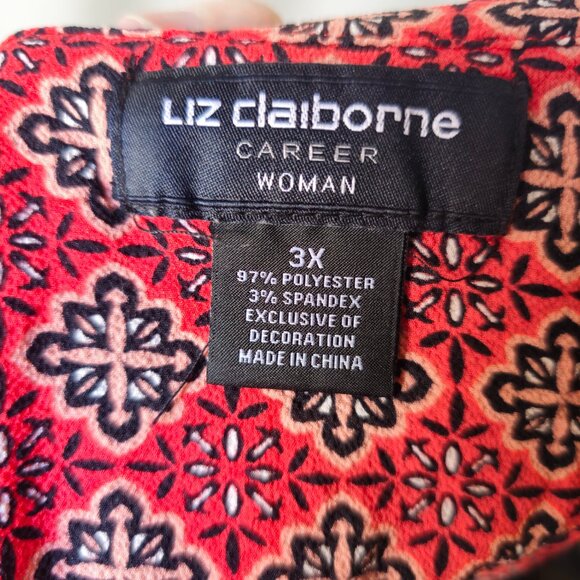 Liz claiborne
CAREER
WOMAN
3X
97% POLYESTER
3% SPANDEX
EXCLUSIVE OF
DECORATION
MADE IN CHINA